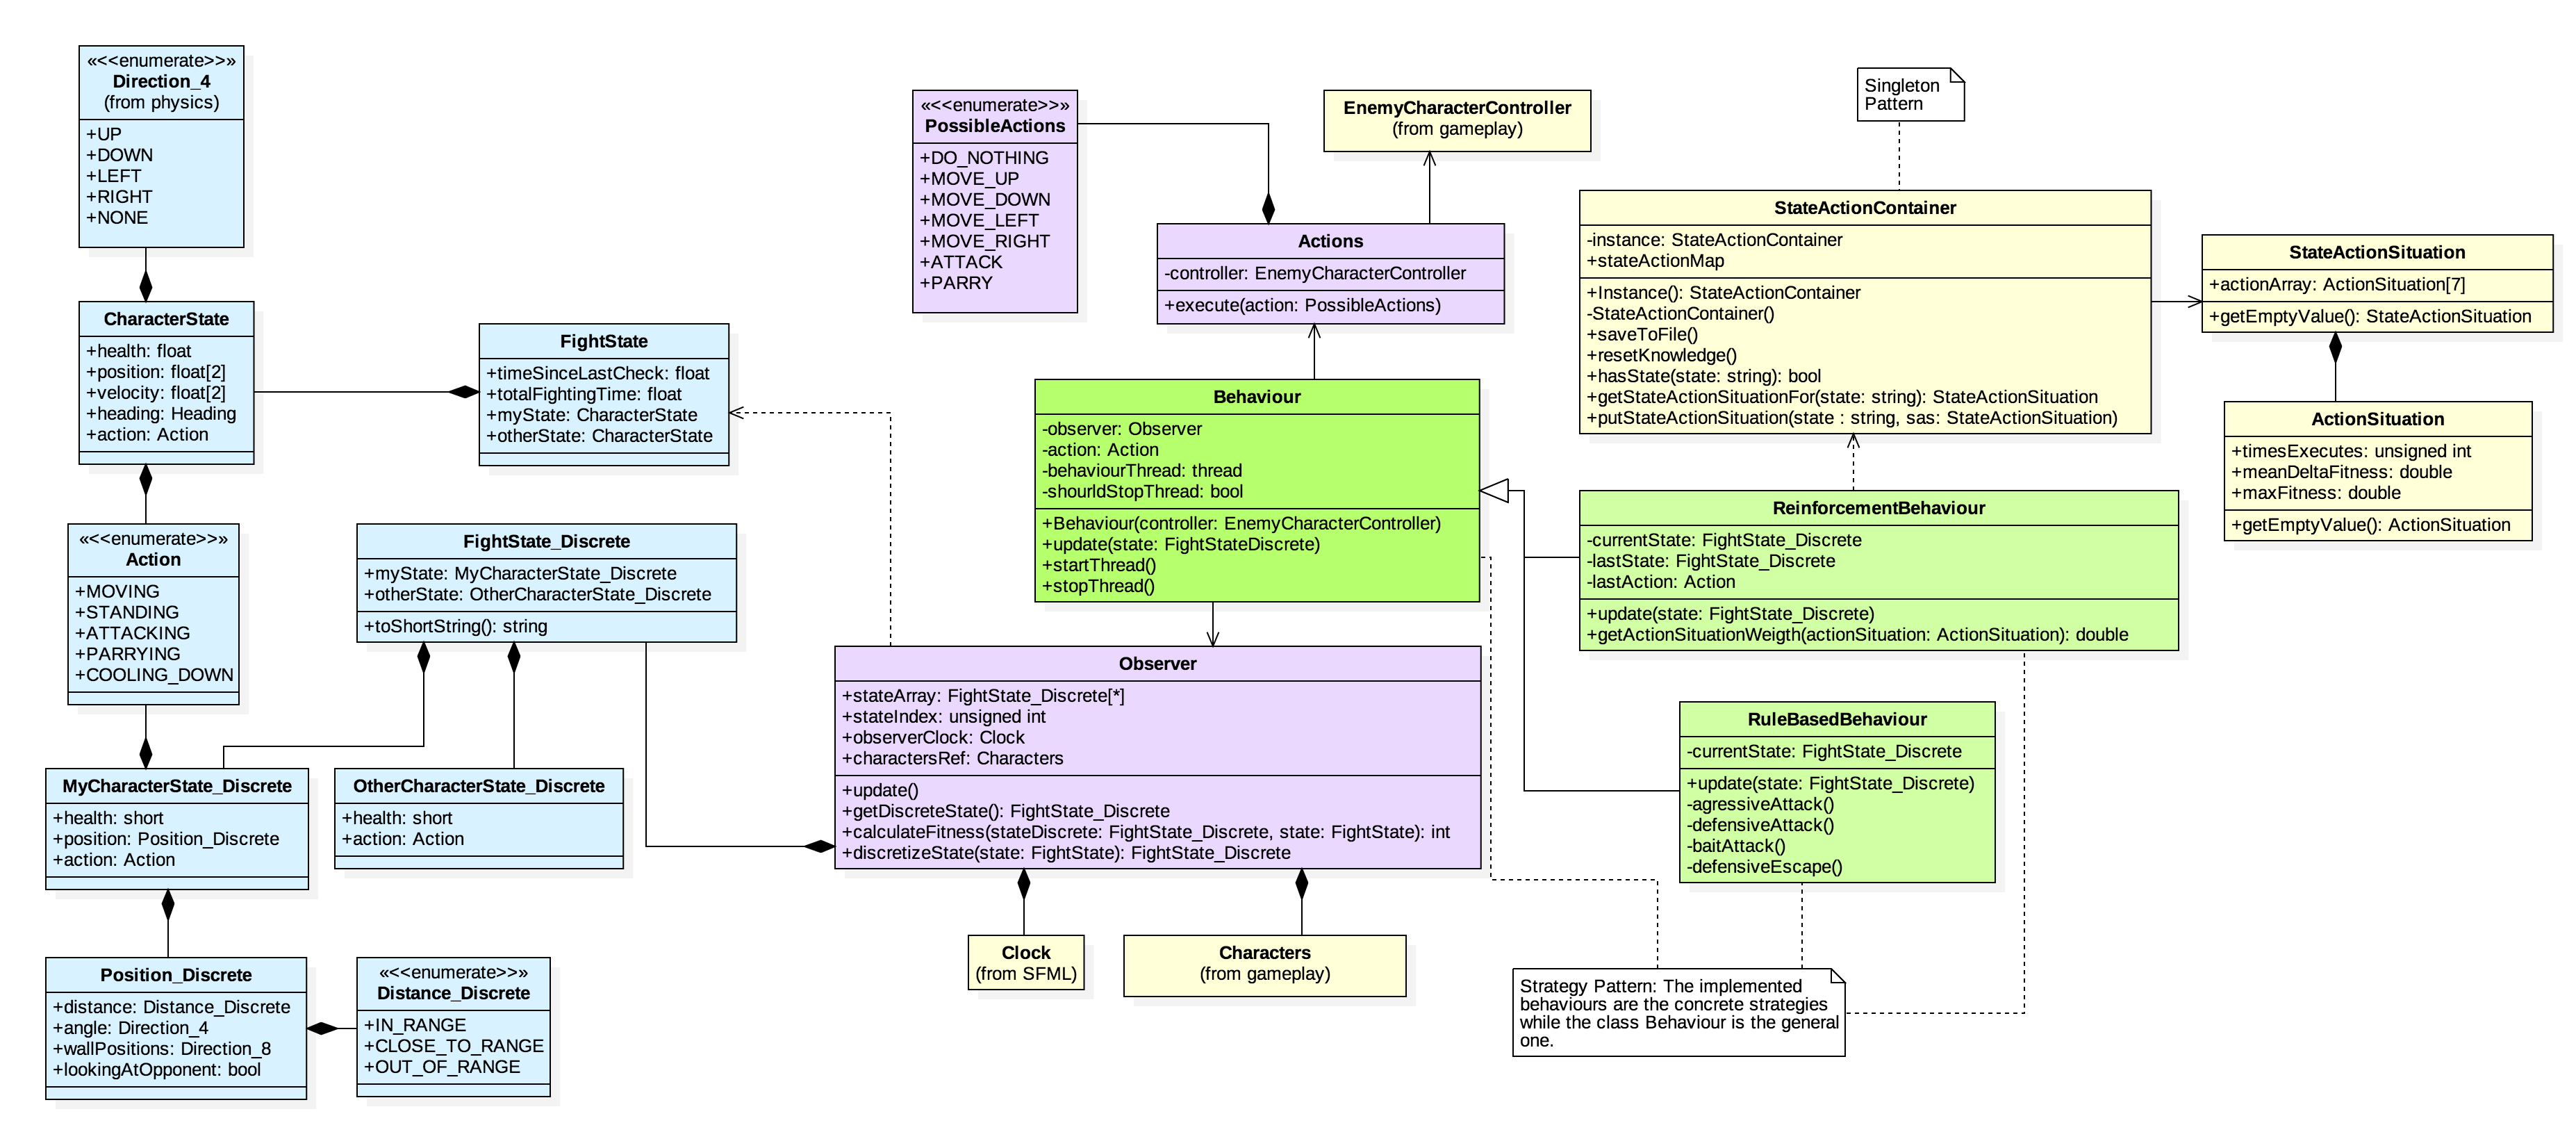 «<<enumerate>>»
Direction_4
(from physics)
+UP
+DOWN
+LEFT
+RIGHT
+NONE
CharacterState
+health: float
+position: float[2]
+velocity: float[2]
+heading: Heading
+action: Action
«<<enumerate>>»
Action
+MOVING
+STANDING
+ATTACKING
+PARRYING
+COOLING_DOWN
MyCharacterState_Discrete
+health: short
+position: Position_Discrete
+action: Action
Position_Discrete
+distance: Distance_Discrete
+angle: Direction_4
+wallPositions: Direction_8
+lookingAtOpponent: bool
FightState
+timeSinceLastCheck: float
+totalFightingTime: float
+myState: CharacterState
+otherState: CharacterState
FightState_Discrete
+myState: MyCharacterState_Discrete
+otherState: OtherCharacterState_Discrete
+toShortString(): string
OtherCharacterState_Discrete
+health: short
+action: Action
«<<enumerate>>»
Distance_Discrete
+IN_RANGE
+CLOSE_TO_RANGE
+OUT_OF_RANGE
«<<enumerate>>»
PossibleActions
+DO_NOTHING
+MOVE_UP
+MOVE_DOWN
+MOVE_LEFT
+MOVE_RIGHT
+ATTACK
+PARRY
EnemyCharacterController
(from gameplay)
Actions
-controller: EnemyCharacterController
+execute(action: PossibleActions)
Behaviour
-observer: Observer
-action: Action
-behaviourThread: thread
-shourldStopThread: bool
+Behaviour(controller: EnemyCharacterController)
+update(state: FightStateDiscrete)
+startThread()
+stopThread()
Observer
+stateArray: FightState_Discrete[*]
+stateIndex: unsigned int
+observerClock: Clock
+charactersRef: Characters
+update()
+getDiscreteState(): FightState_Discrete
+calculateFitness(stateDiscrete: FightState_Discrete, state: FightState): int
+discretizeState(state: FightState): FightState_Discrete
Clock
(from SFML)
Characters
(from gameplay)
Singleton
Pattern
StateActionContainer
-instance: StateActionContainer
+stateActionMap
+Instance(): StateActionContainer
-StateActionContainer()
+saveToFile()
+resetKnowledge()
+hasState(state: string): bool
+getStateActionSituationFor(state: string): StateActionSituation
+putStateActionSituation(state : string, sas: StateActionSituation)
StateActionSituation
+actionArray: ActionSituation[7]
+getEmptyValue(): StateActionSituation
ActionSituation
+timesExecutes: unsigned int
+meanDeltaFitness: double
+maxFitness: double
+getEmptyValue(): ActionSituation
ReinforcementBehaviour
-currentState: FightState_Discrete
-lastState: FightState_Discrete
-lastAction: Action
+update(state: FightState_Discrete)
+getActionSituationWeigth(actionSituation: ActionSituation): double
RuleBasedBehaviour
-currentState: FightState_Discrete
+update(state: FightState_Discrete)
-agressiveAttack()
-defensiveAttack()
-baitAttack()
-defensiveEscape()
Strategy Pattern: The implemented
behaviours are the concrete strategies
while the class Behaviour is the general
one.